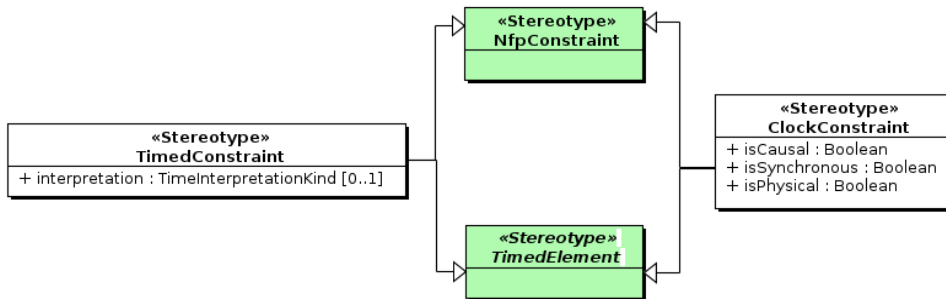 «Stereotype»
NfpConstraint
«Stereotype»
TimedConstraint
+ interpretation : TimeInterpretationKind [0..1]
«Stereotype»
ClockConstraint
+ isCausal : Boolean
+ isSynchronous : Boolean
+ isPhysical : Boolean
«Stereotype»
TimedElement